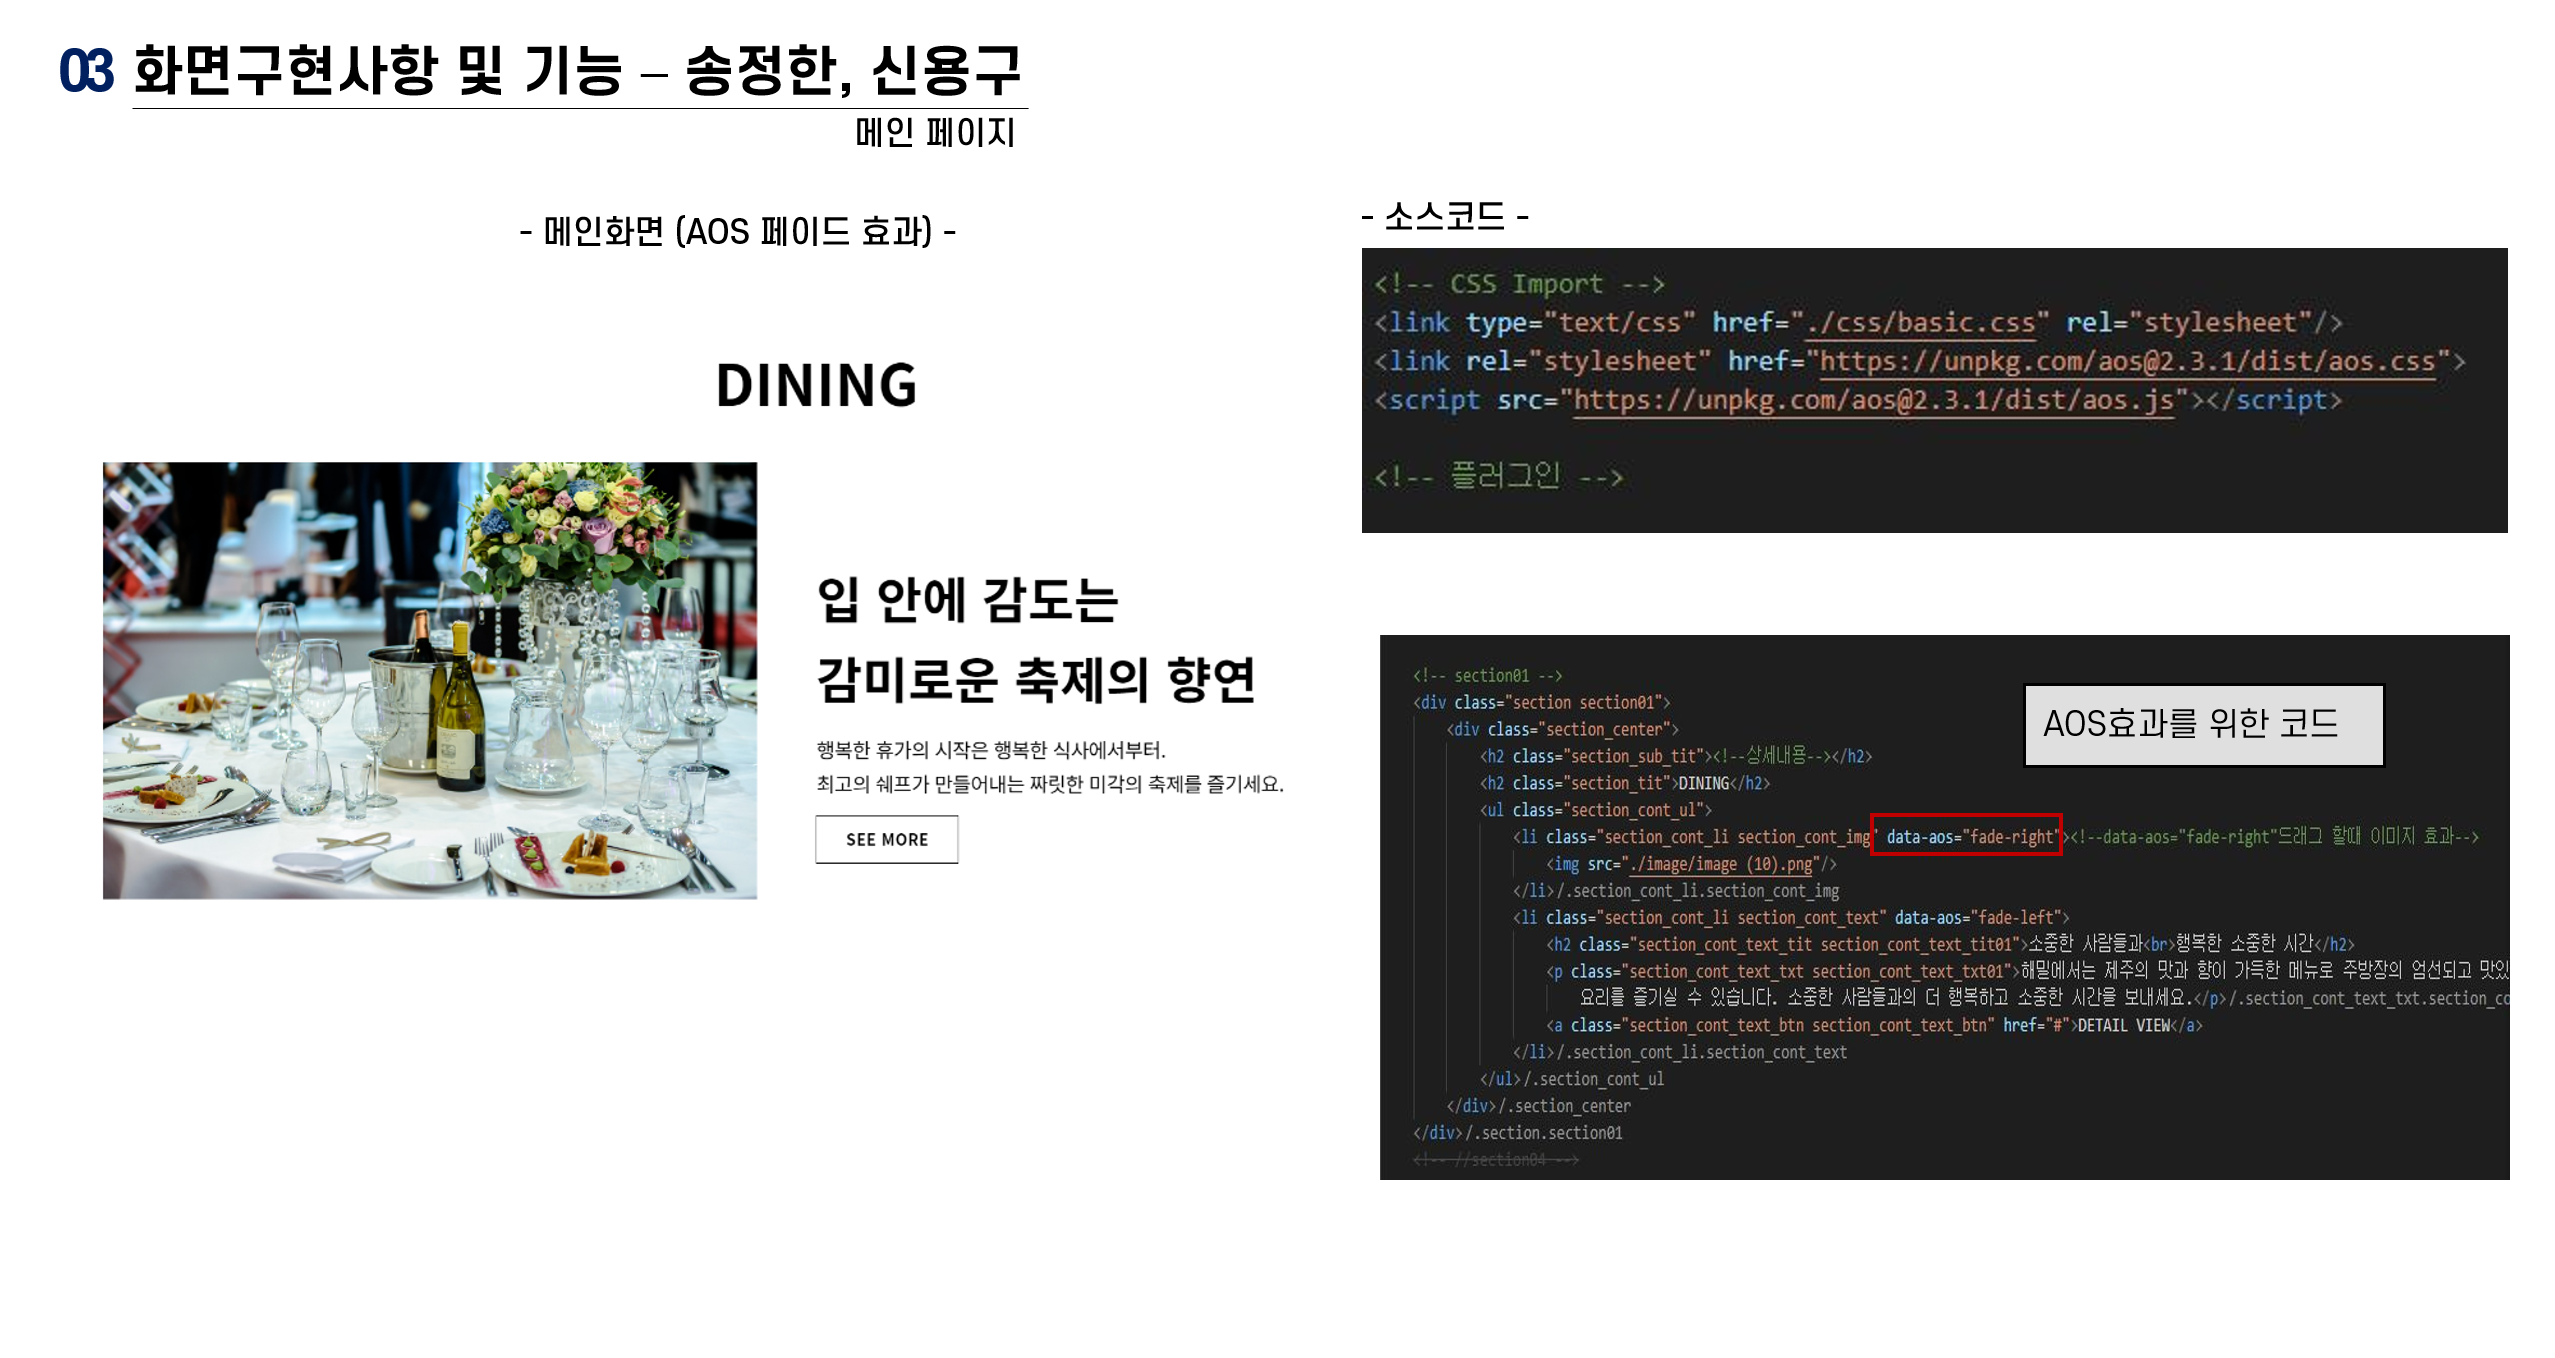 03 화면구현사항 및 기능 – 송정한, 신용구
메인 페이지
- 메인화면 (AOS 페이드 효과) -
DINING
입 안에 감도는
감미로운 축제의 향연
행복한 휴가의 시작은 행복한 식사에서부터.
최고의 쉐프가 만들어내는 짜릿한 미각의 축제를 즐기세요.
SEE MORE
- 소스코드 -
<!-- CSS Import -->
<link type="text/css" href="./css/basic.css" rel="stylesheet"/>
<link rel="stylesheet" href="https://unpkg.com/aos@2.3.1/dist/aos.css">
<script src="https://unpkg.com/aos@2.3.1/dist/aos.js"></script>
<!-- 플러그인 -->
AOS효과를 위한 코드
<!-- section01 -->
<div class="section section01">
<div class="section_center">
<h2 class="section_sub_tit"><!--상세내용--></h2>
<h2 class="section_tit">DINING</h2>
<ul class="section_cont_ul">
<li class="section_cont_li section_cont_img" data-aos="fade-right"><!--data-aos="fade-right"드래그 할때 이미지 효과-->
<img src="./image/image (10).png"/>
</li>/.section_cont_li.section_cont_img
<li class="section_cont_li section_cont_text" data-aos="fade-left">
<h2 class="section_cont_text_tit section_cont_text_tit01">소중한 사람들과<br>행복한 소중한 시간</h2>
<p class="section_cont_text_txt section_cont_text_txt01">해밀에서는 제주의 맛과 향이 가득한 메뉴로 주방장의 엄선되고 맛있
요리를 즐기실 수 있습니다. 소중한 사람들과의 더 행복하고 소중한 시간을 보내세요.</p>/.section_cont_text_txt.section_co
<a class="section_cont_text_btn section_cont_text_btn" href="#">DETAIL VIEW</a>
</li>/.section_cont_li.section_cont_text
</ul>/.section_cont_ul
</div>/.section_center
</div>/.section.section01
<!-- //section04 -->